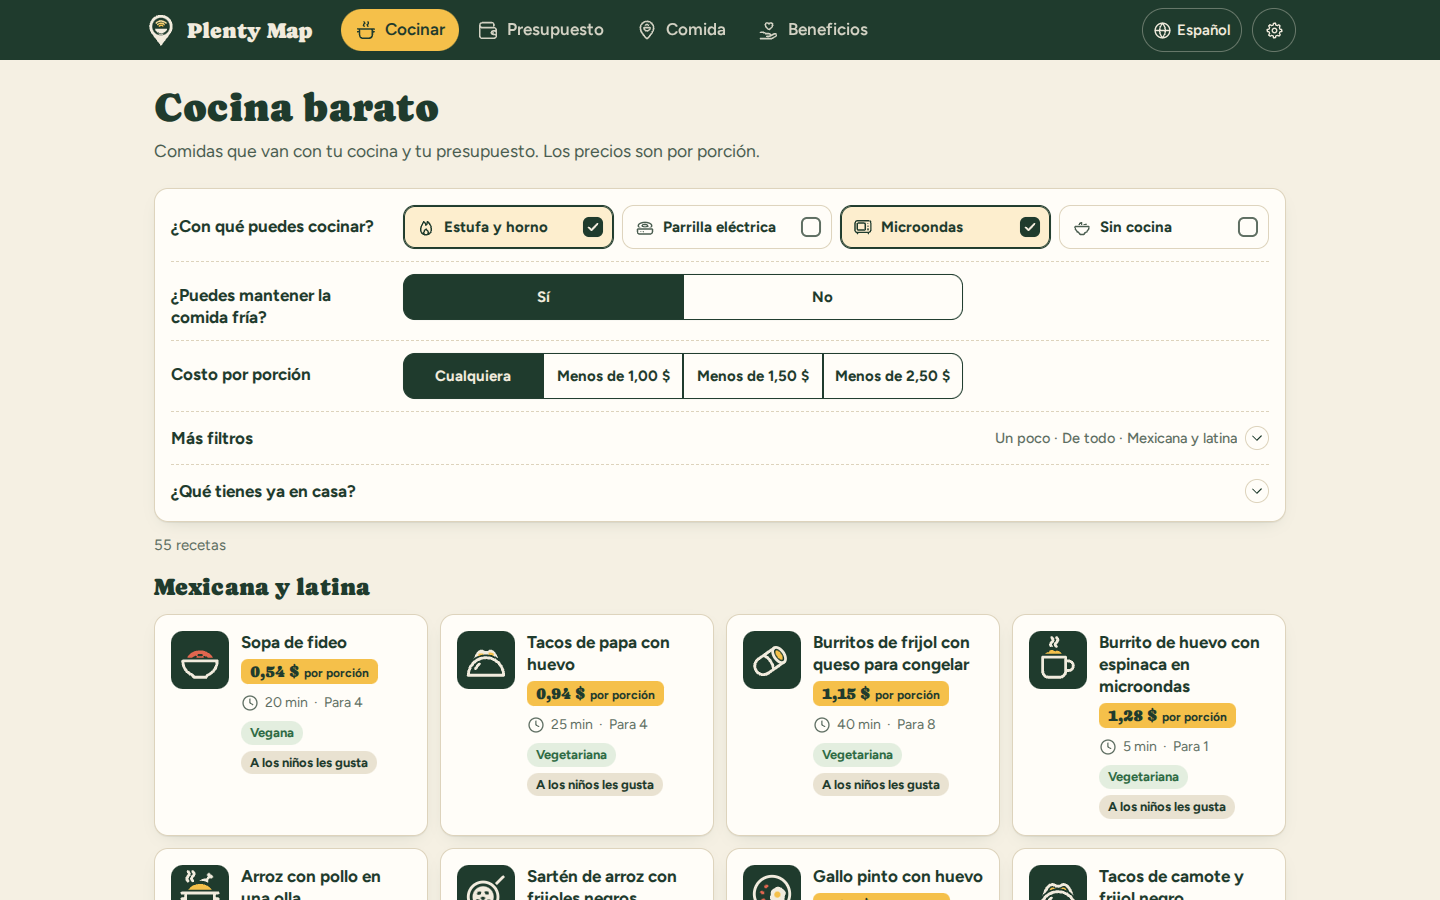 Plenty Map
Cocinar
Presupuesto
Comida
Beneficios
Español
Cocina barato
Comidas que van con tu cocina y tu presupuesto. Los precios son por porción.
¿Con qué puedes cocinar?
Estufa y horno
Parrilla eléctrica
Microondas
Sin cocina
¿Puedes mantener la
comida fría?
Sí
No
Costo por porción
Cualquiera
Menos de 1,00 $
Menos de 1,50 $
Menos de 2,50 $
Más filtros
Un poco · De todo · Mexicana y latina
¿Qué tienes ya en casa?
55 recetas
Mexicana y latina
Sopa de fideo
0,54 $ por porción
20 min · Para 4
Vegana
A los niños les gusta
Tacos de papa con
huevo
0,94 $ por porción
25 min · Para 4
Vegetariana
A los niños les gusta
Burritos de frijol con
queso para congelar
1,15 $ por porción
40 min · Para 8
Vegetariana
A los niños les gusta
Burrito de huevo con
espinaca en
microondas
1,28 $ por porción
5 min · Para 1
Vegetariana
A los niños les gusta
Arroz con pollo en
una olla
Sartén de arroz con
frijoles negros
Gallo pinto con huevo
Tacos de camote y
frijol negro